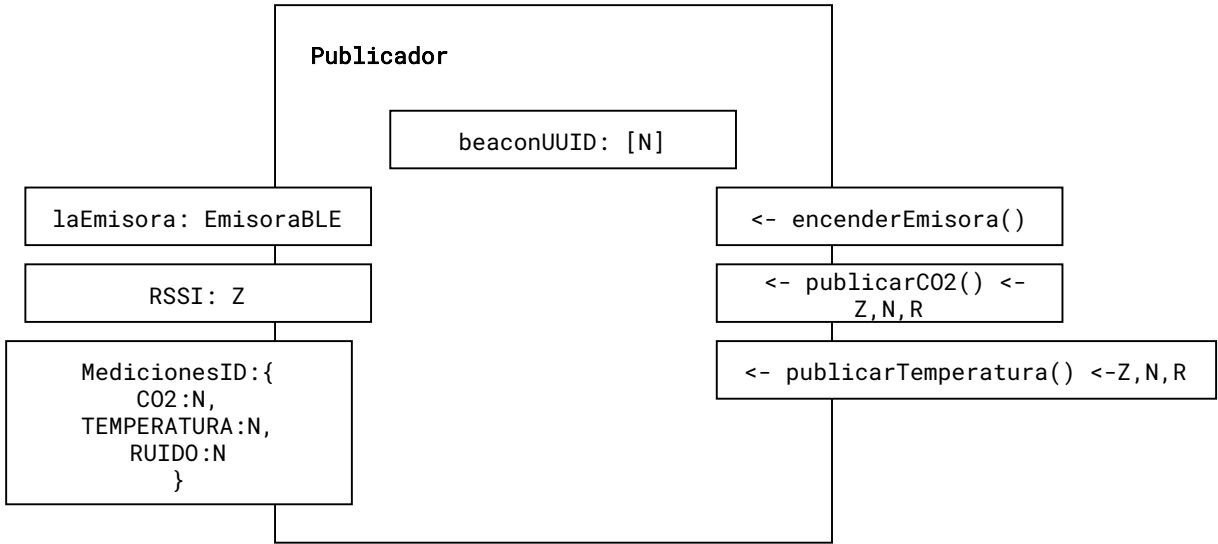 Publicador
beaconUUID: [N]
laEmisora: EmisoraBLE
<- encenderEmisora()
RSSI: Z
<- publicarCO2() <-
Z,N,R
MedicionesID:{
CO2:N,
TEMPERATURA:N,
RUIDO:N
}
<- publicarTemperatura() <-Z,N,R